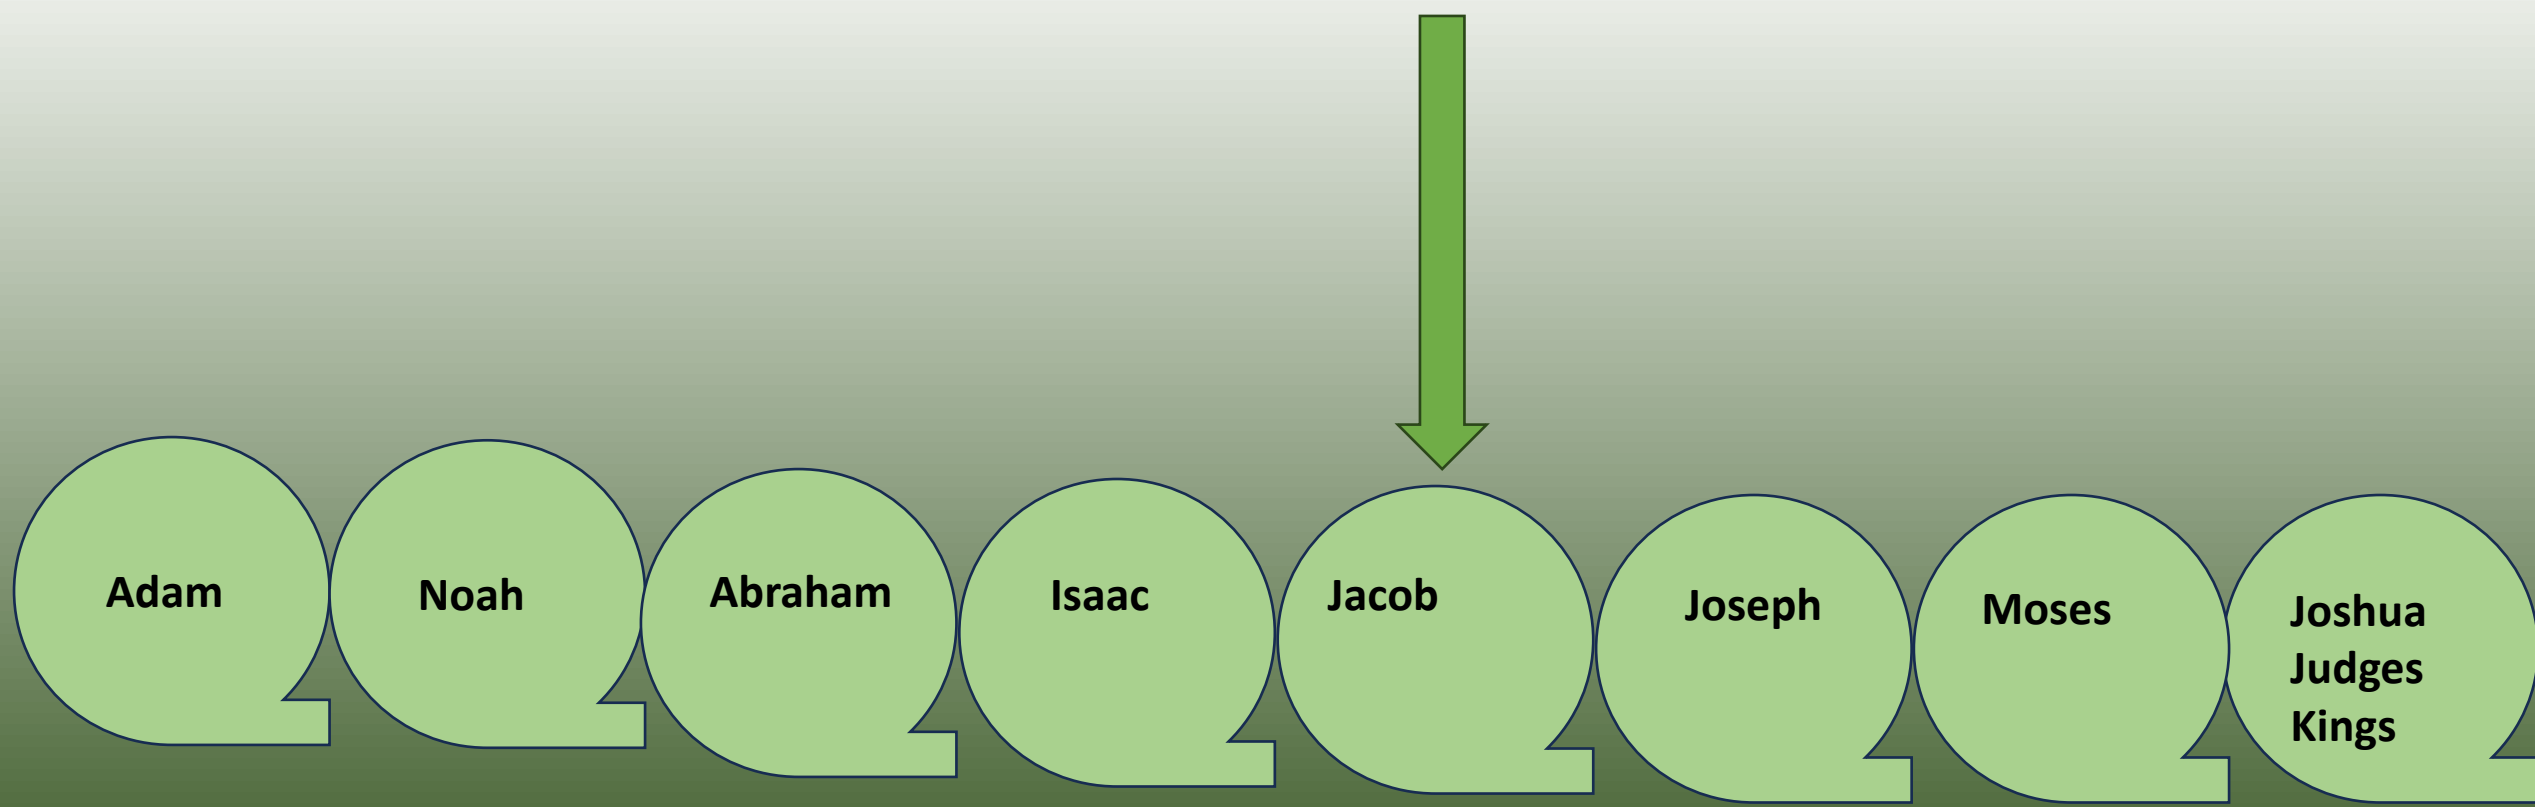 Adam
Noah
Abraham
Isaac
Jacob
Joseph
Moses
Joshua
Judges
Kings